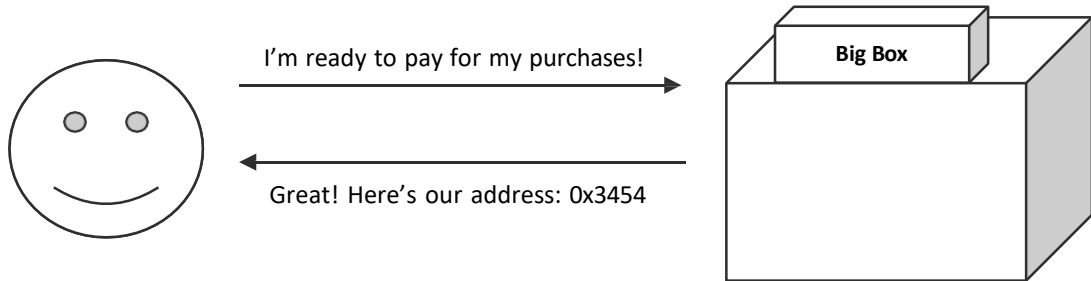 I’m ready to pay for my purchases!
Big Box
Great! Here’s our address: 0x3454